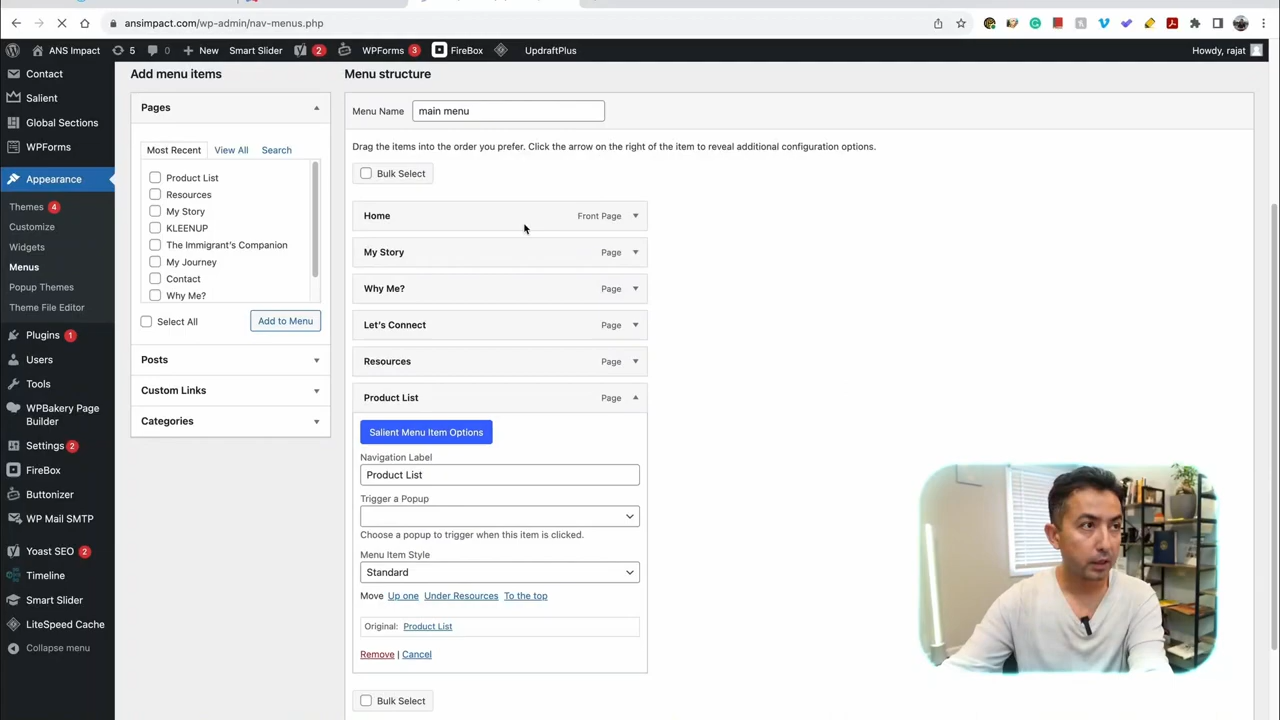 ansimpact.com/wp-admin/nav-menus.php
ANS Impact 5 0 New Smart Slider 2 WPForms 3 FireBox UpdraftPlus Howdy, rajat
Contact
Salient
Global Sections
WPForms
Appearance
Themes 4
Customize
Widgets
Menus
Popup Themes
Theme File Editor
Plugins 1
Users
Tools
WPBakery Page
Builder
Settings 2
FireBox
Buttonizer
WP Mail SMTP
Yoast SEO 2
Timeline
Smart Slider
LiteSpeed Cache
Collapse menu
Add menu items
Pages
Most Recent View All Search
Product List
Resources
My Story
KLEENUP
The Immigrant's Companion
My Journey
Contact
Why Me?
Select All Add to Menu
Posts
Custom Links
Categories
Menu structure
Menu Name main menu
Drag the items into the order you prefer. Click the arrow on the right of the item to reveal additional configuration options.
Bulk Select
Home Front Page
My Story Page
Why Me? Page
Let's Connect Page
Resources Page
Product List Page
Salient Menu Item Options
Navigation Label
Product List
Trigger a Popup
Choose a popup to trigger when this item is clicked.
Menu Item Style
Standard
Move Up one Under Resources To the top
Original: Product List
Remove | Cancel
Bulk Select